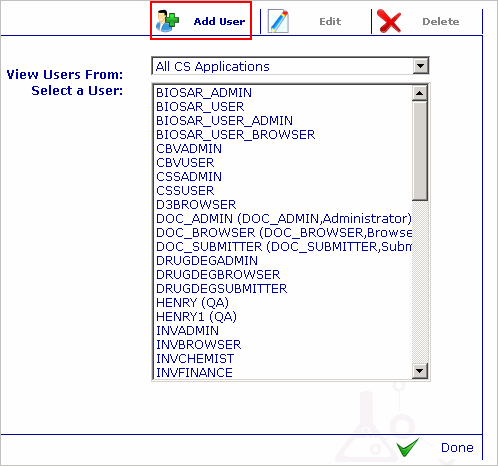 Add User Edit Delete
View Users From: All CS Applications
Select a User:
BIOSAR_ADMIN
BIOSAR_USER
BIOSAR_USER_ADMIN
BIOSAR_USER_BROWSER
CBVADMIN
CBVUSER
CSSADMIN
CSSUSER
D3BROWSER
DOC_ADMIN (DOC_ADMIN,Administrator)
DOC_BROWSER (DOC_BROWSER,Browse
DOC_SUBMITTER (DOC_SUBMITTER,Subm
DRUGDEGADMIN
DRUGDEGBROWSER
DRUGDEGSUBMITTER
HENRY (QA)
HENRY1 (QA)
INVADMIN
INVBROWSER
INVCHEMIST
INVFINANCE
Done